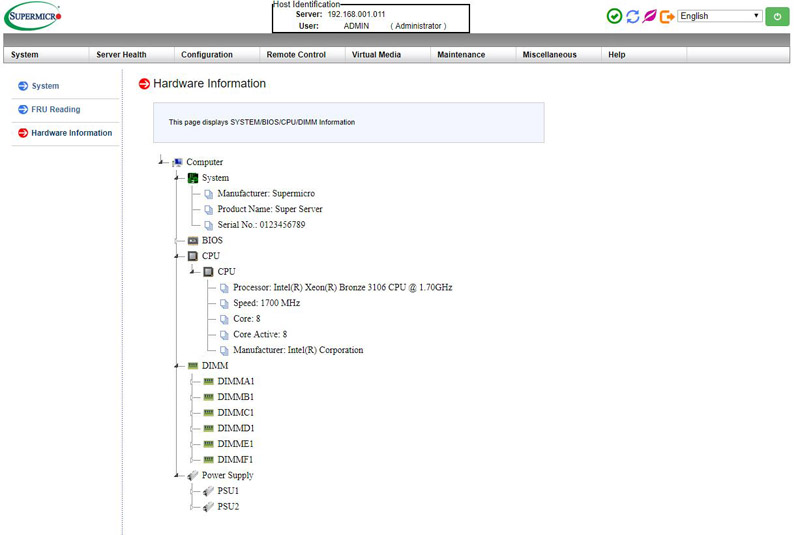 SUPERMICRO
Host Identification
Server: 192.168.001.011
User: ADMIN ( Administrator )
English
System Server Health Configuration Remote Control Virtual Media Maintenance Miscellaneous Help
System
FRU Reading
Hardware Information
Hardware Information
This page displays SYSTEM/BIOS/CPU/DIMM Information
Computer
System
Manufacturer: Supermicro
Product Name: Super Server
Serial No.: 0123456789
BIOS
CPU
CPU
Processor: Intel(R) Xeon(R) Bronze 3106 CPU @ 1.70GHz
Speed: 1700 MHz
Core: 8
Core Active: 8
Manufacturer: Intel(R) Corporation
DIMM
DIMMA1
DIMMB1
DIMMC1
DIMMD1
DIMME1
DIMMF1
Power Supply
PSU1
PSU2